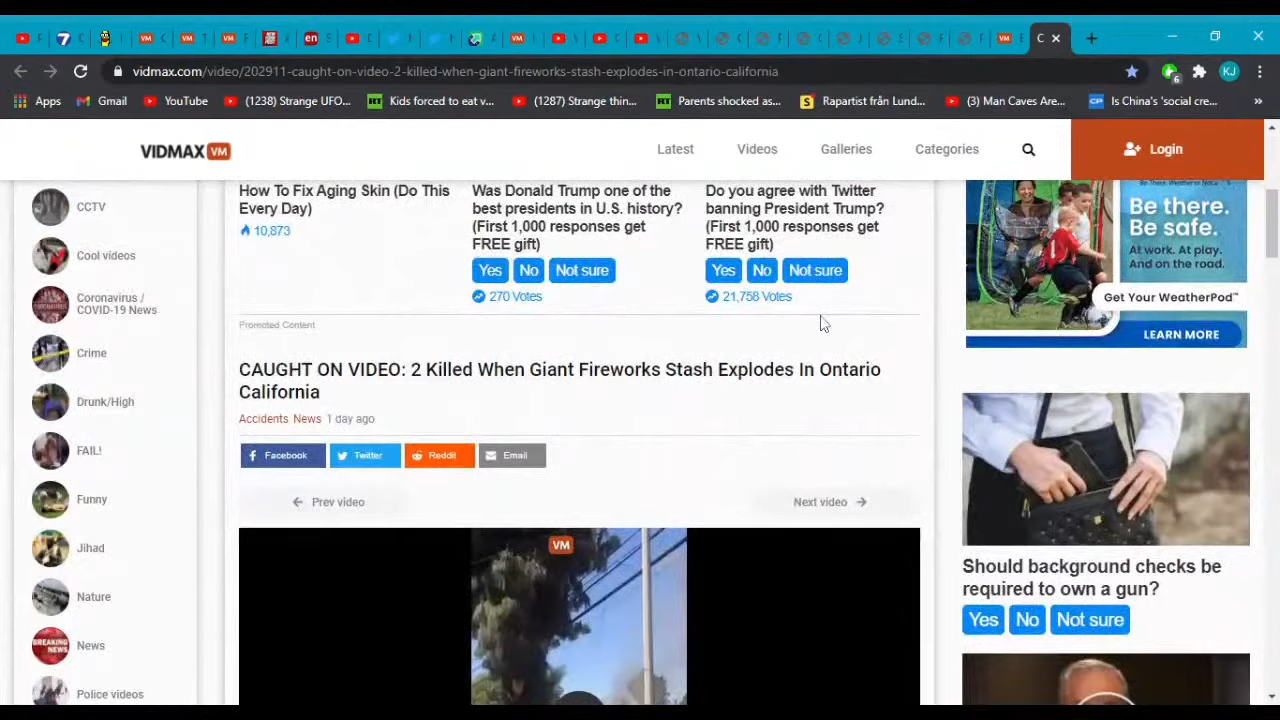 C
vidmax.com/video/202911-caught-on-video-2-killed-when-giant-fireworks-stash-explodes-in-ontario-california
6
KJ
Apps
Gmail
YouTube
(1238) Strange UFO...
RT
Kids forced to eat v...
(1287) Strange thin...
RT
Parents shocked as...
S
Rapartist från Lund...
(3) Man Caves Are...
CP
Is China's 'social cre...
»
VIDMAX VM
Latest
Videos
Galleries
Categories
Login
CCTV
Cool videos
Coronavirus /
COVID-19 News
Crime
Drunk/High
FAIL!
Funny
Jihad
Nature
BREAKING
NEWS
News
Police videos
How To Fix Aging Skin (Do This
Every Day)
10,873
Was Donald Trump one of the
best presidents in U.S. history?
(First 1,000 responses get
FREE gift)
Yes
No
Not sure
270 Votes
Do you agree with Twitter
banning President Trump?
(First 1,000 responses get
FREE gift)
Yes
No
Not sure
21,758 Votes
Promoted Content
CAUGHT ON VIDEO: 2 Killed When Giant Fireworks Stash Explodes In Ontario
California
Accidents News 1 day ago
Facebook
Twitter
Reddit
Email
Prev video
Next video
VM
Be there.
Be safe.
At work. At play.
And on the road.
Get Your WeatherPod™
LEARN MORE
Should background checks be
required to own a gun?
Yes
No
Not sure